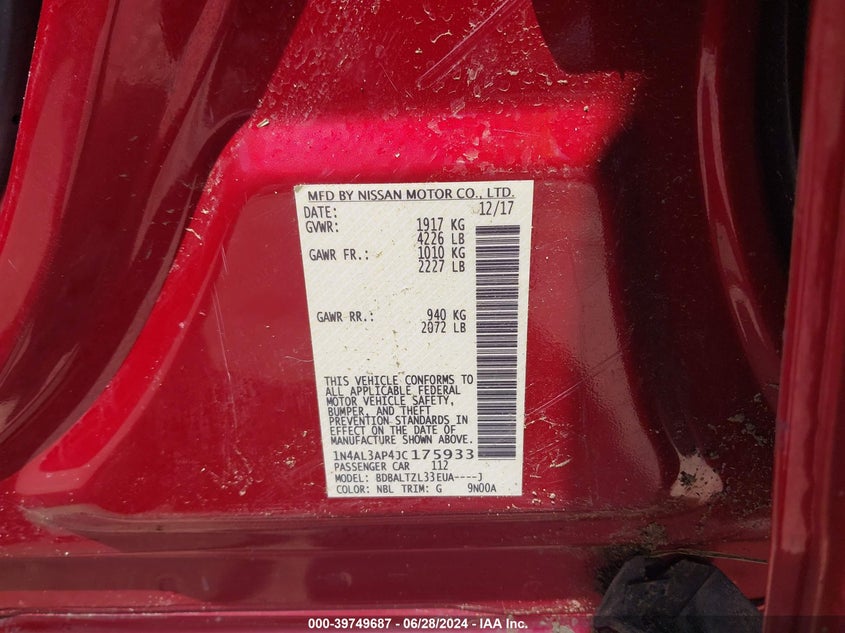 MFD BY NISSAN MOTOR CO., LTD.
DATE: 12/17
GVWR: 1917 KG
4226 LB
GAWR FR.: 1010 KG
2227 LB
GAWR RR.: 940 KG
2072 LB
THIS VEHICLE CONFORMS TO
ALL APPLICABLE FEDERAL
MOTOR VEHICLE SAFETY,
BUMPER, AND THEFT
PREVENTION STANDARDS IN
EFFECT ON THE DATE OF
MANUFACTURE SHOWN ABOVE.
1N4AL3AP4JC175933
PASSENGER CAR 112
MODEL: BDBALTZL33EUA----J
COLOR: NBL TRIM: G 9N00A
000-39749687 - 06/28/2024 - IAA Inc.